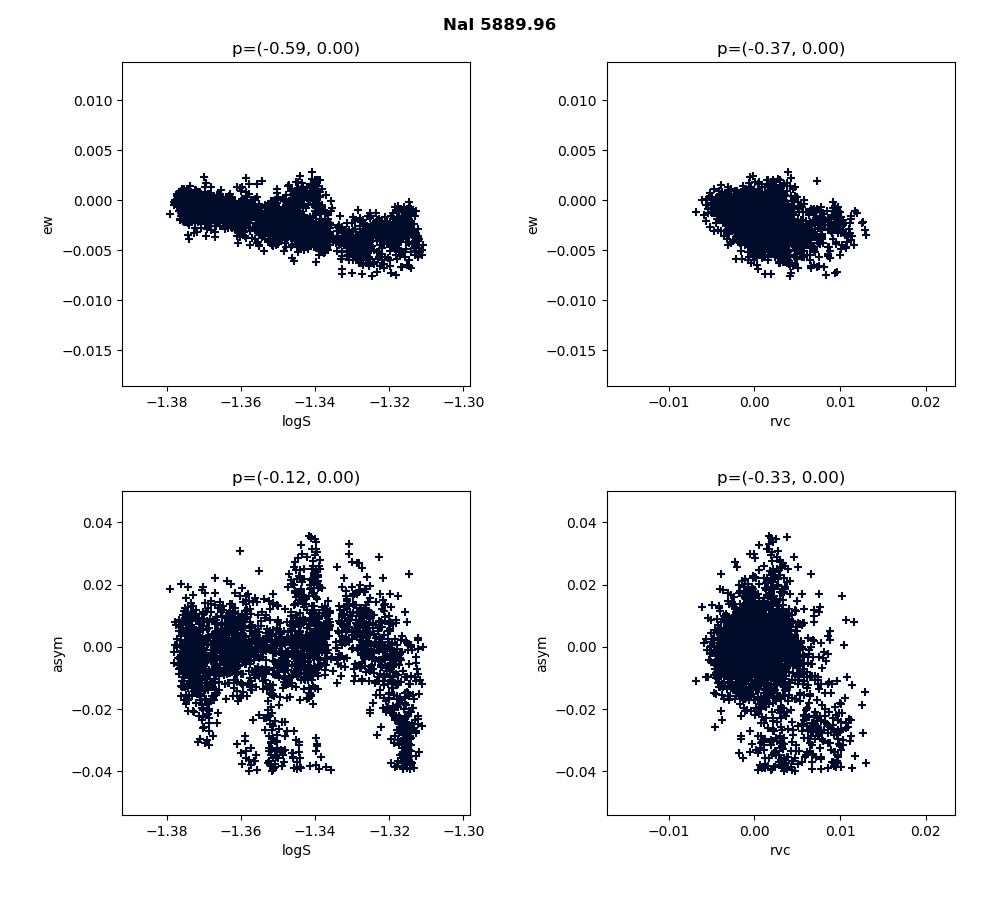 NaI 5889.96
p=(-0.59, 0.00)
0.010
0.005
0.000
−0.005
−0.010
−0.015
ew
−1.38 −1.36 −1.34 −1.32 −1.30
logS
p=(-0.37, 0.00)
0.010
0.005
0.000
−0.005
−0.010
−0.015
ew
−0.01 0.00 0.01 0.02
rvc
p=(-0.12, 0.00)
0.04
0.02
0.00
−0.02
−0.04
asym
−1.38 −1.36 −1.34 −1.32 −1.30
logS
p=(-0.33, 0.00)
0.04
0.02
0.00
−0.02
−0.04
asym
−0.01 0.00 0.01 0.02
rvc